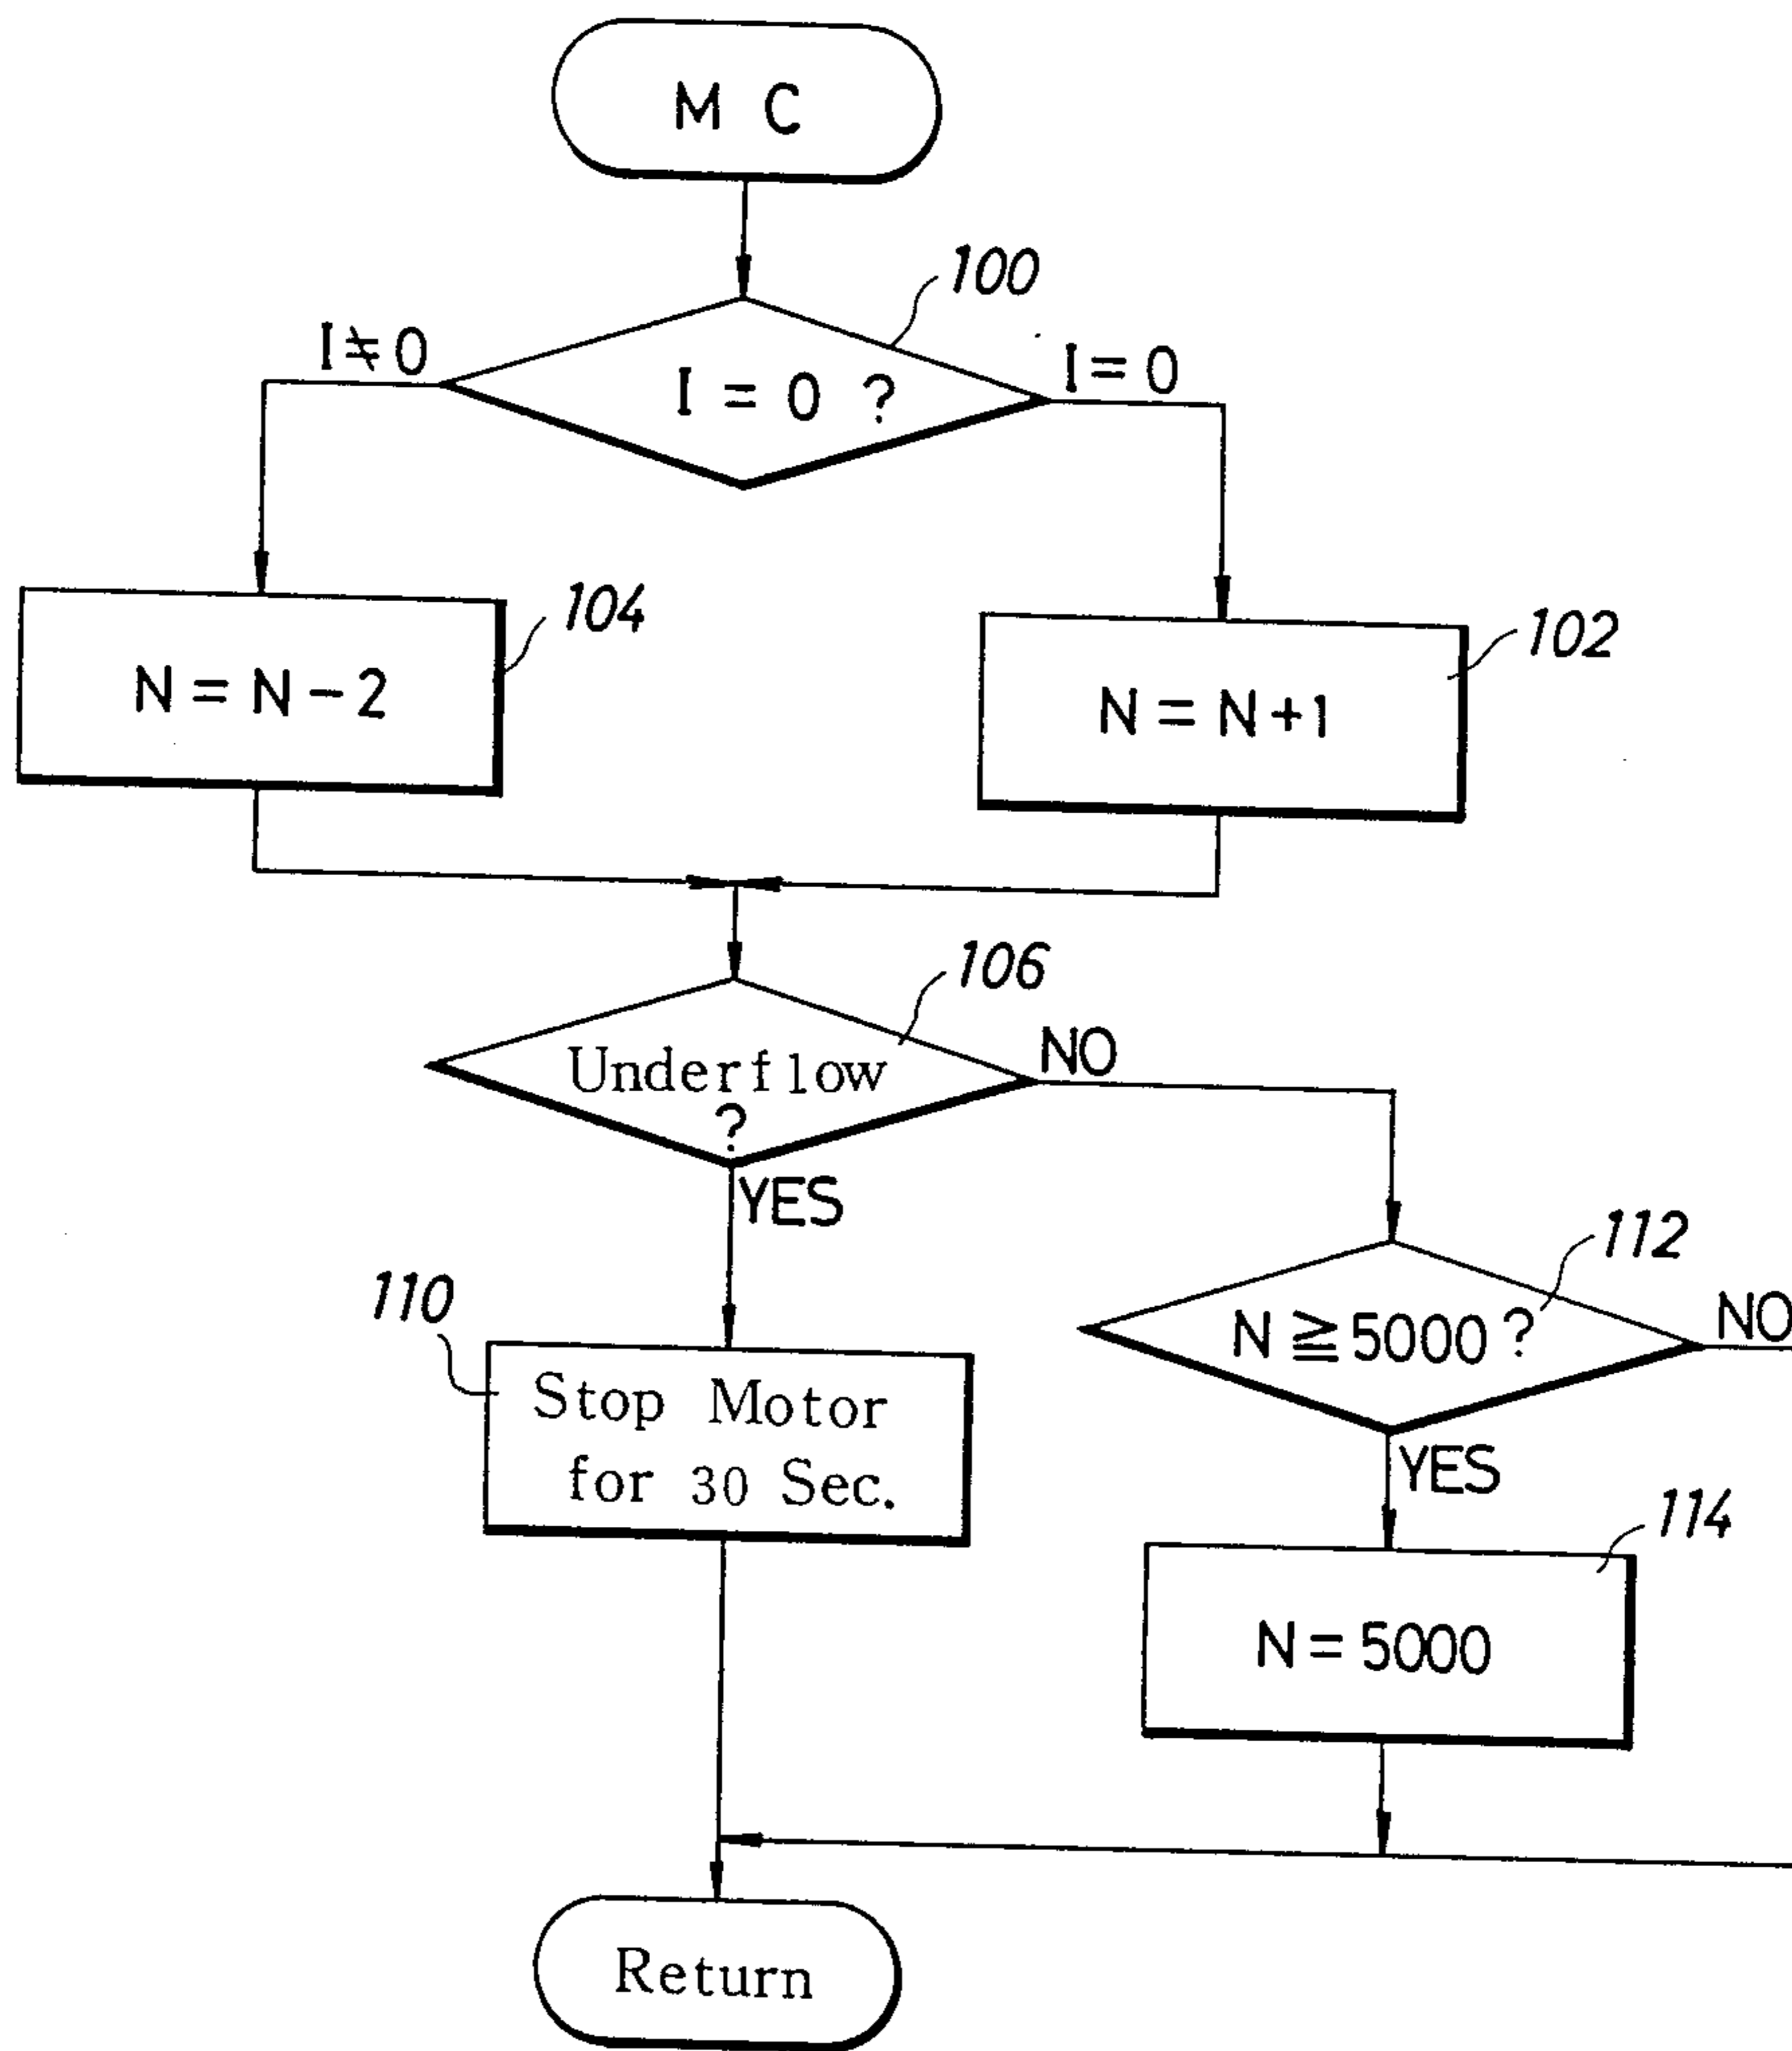 M C
100
I≠0
I = 0 ?
I = 0
104
N = N - 2
102
N = N + 1
106
Underflow
?
NO
YES
112
N ≧ 5000 ?
NO
110
Stop Motor
for 30 Sec.
YES
114
N = 5000
Return